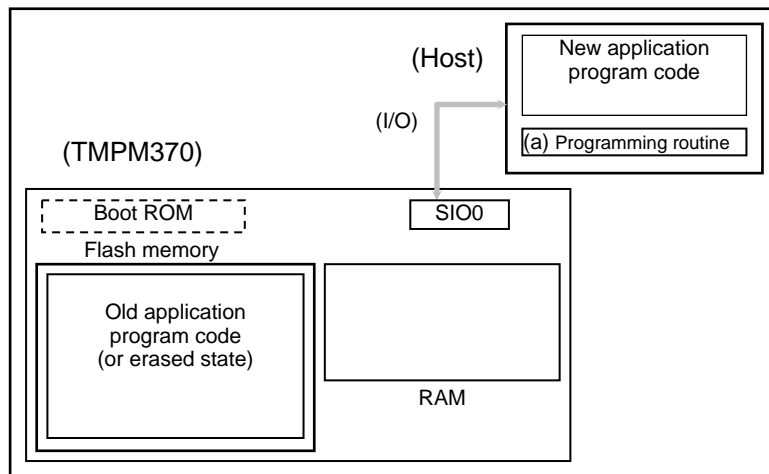 (Host)
New application
program code
(a) Programming routine
(I/O)
(TMPM370)
Boot ROM
SIO0
Flash memory
Old application
program code
(or erased state)
RAM